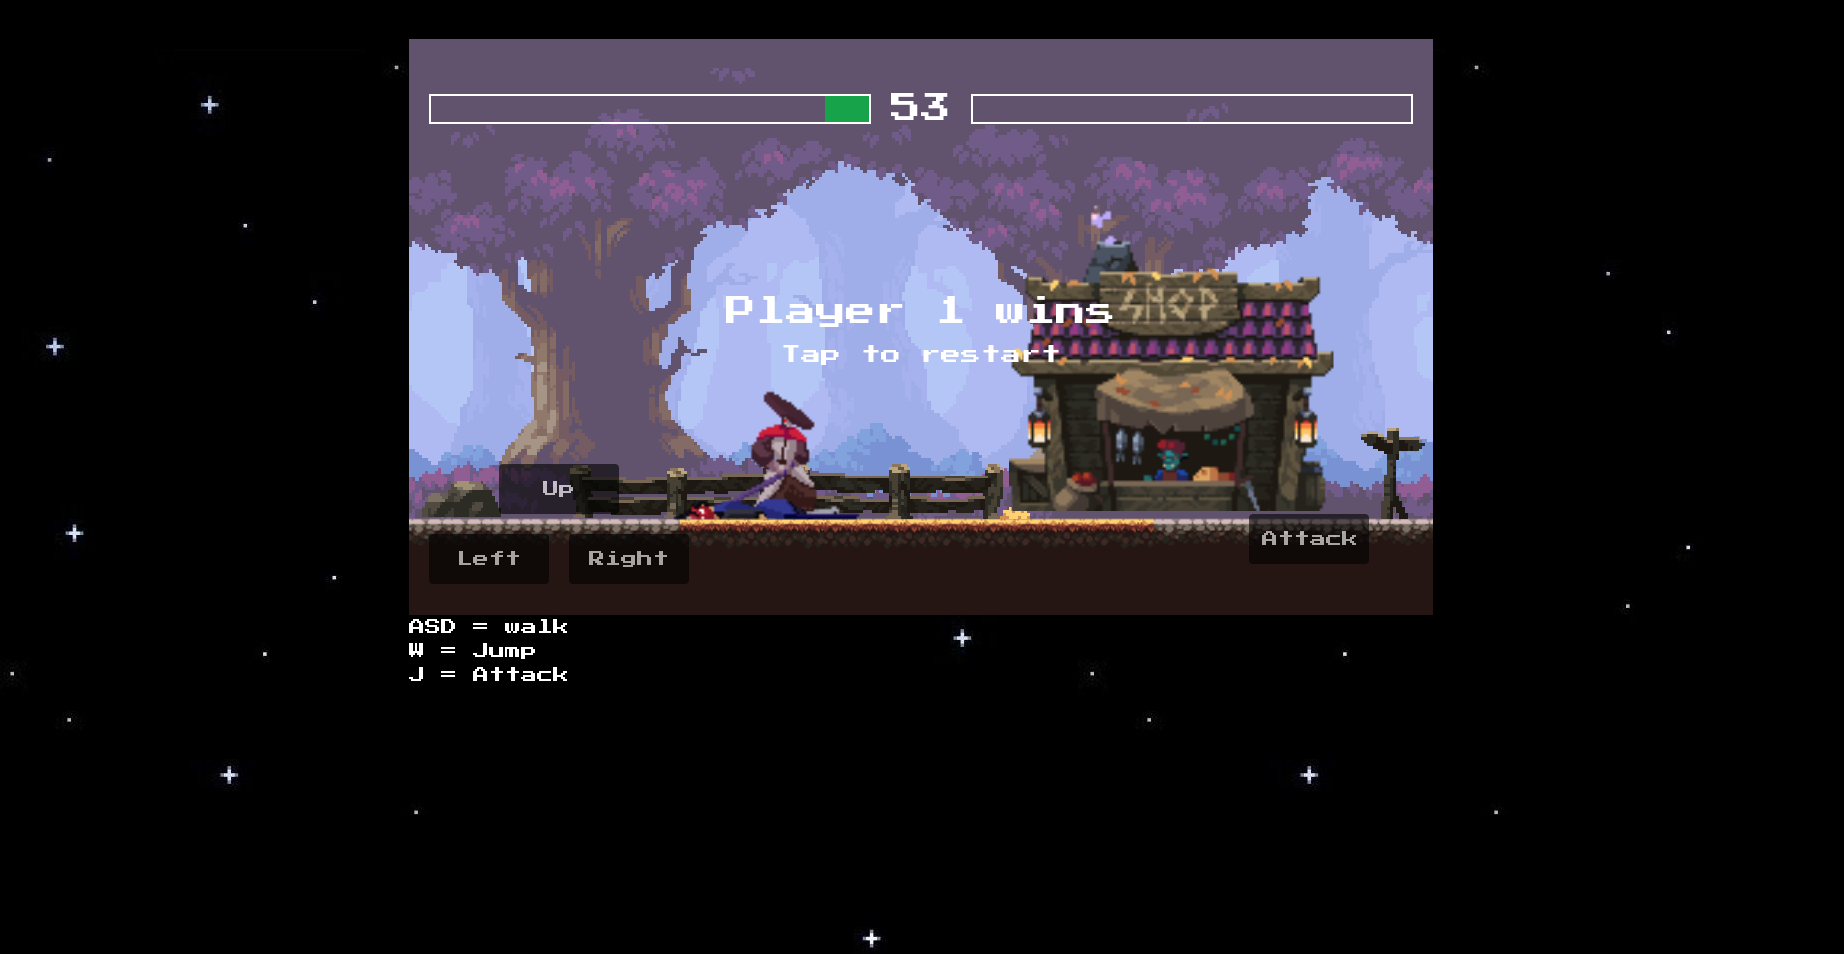 53
SHOP
Player 1 wins
Tap to restart
Up
Left
Right
Attack
ASD = walk
W = Jump
J = Attack